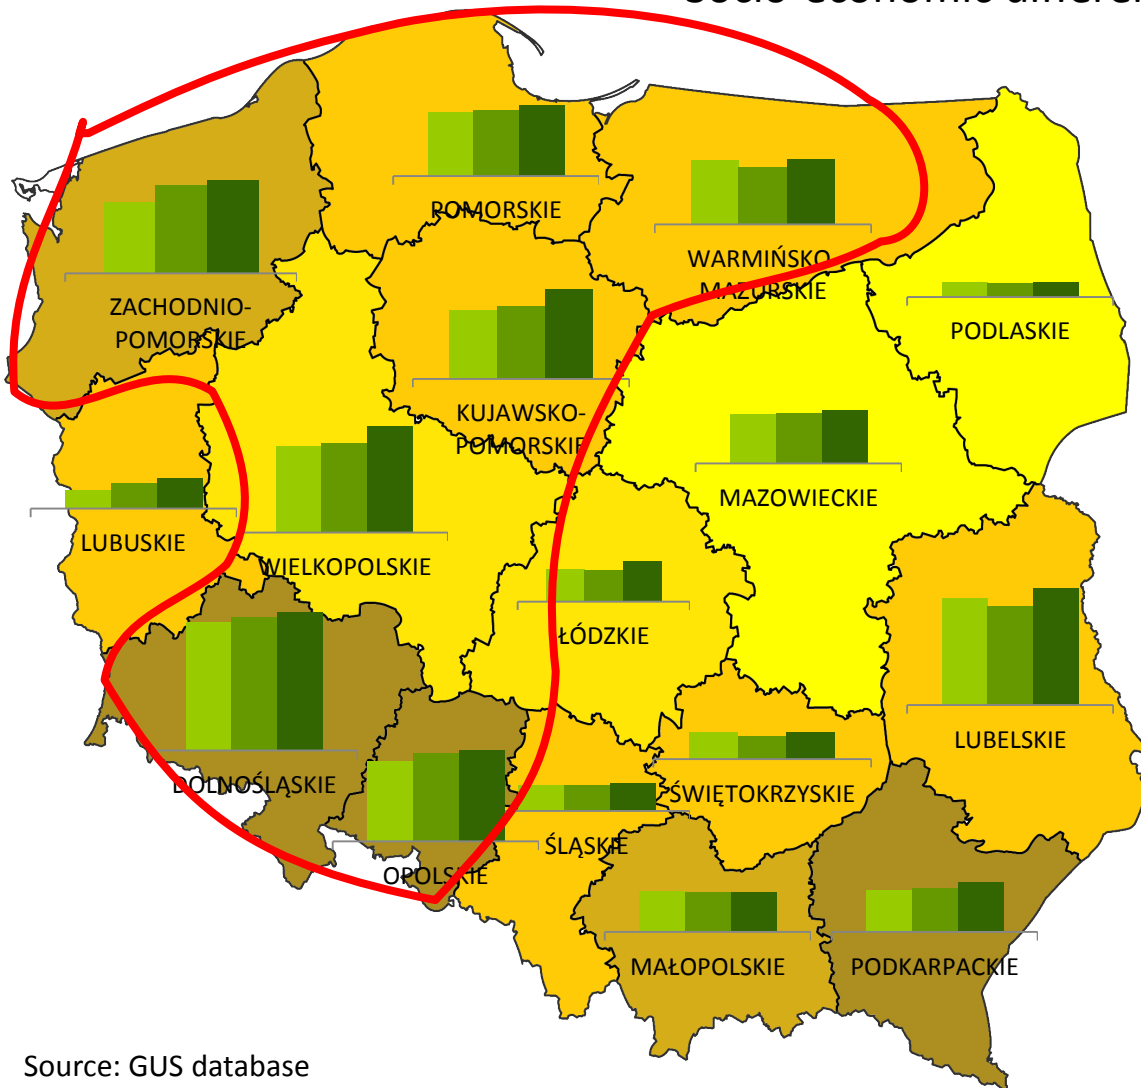 POMORSKIE
WARMIŃSKO
MAZURSKIE
ZACHODNIO-
POMORSKIE
PODLASKIE
KUJAWSKO-
POMORSKIE
MAZOWIECKIE
LUBUSKIE
WIELKOPOLSKIE
ŁÓDZKIE
LUBELSKIE
DOLNOŚLĄSKIE
ŚWIĘTOKRZYSKIE
ŚLĄSKIE
OPOLSKIE
MAŁOPOLSKIE
PODKARPACKIE
Source: GUS database